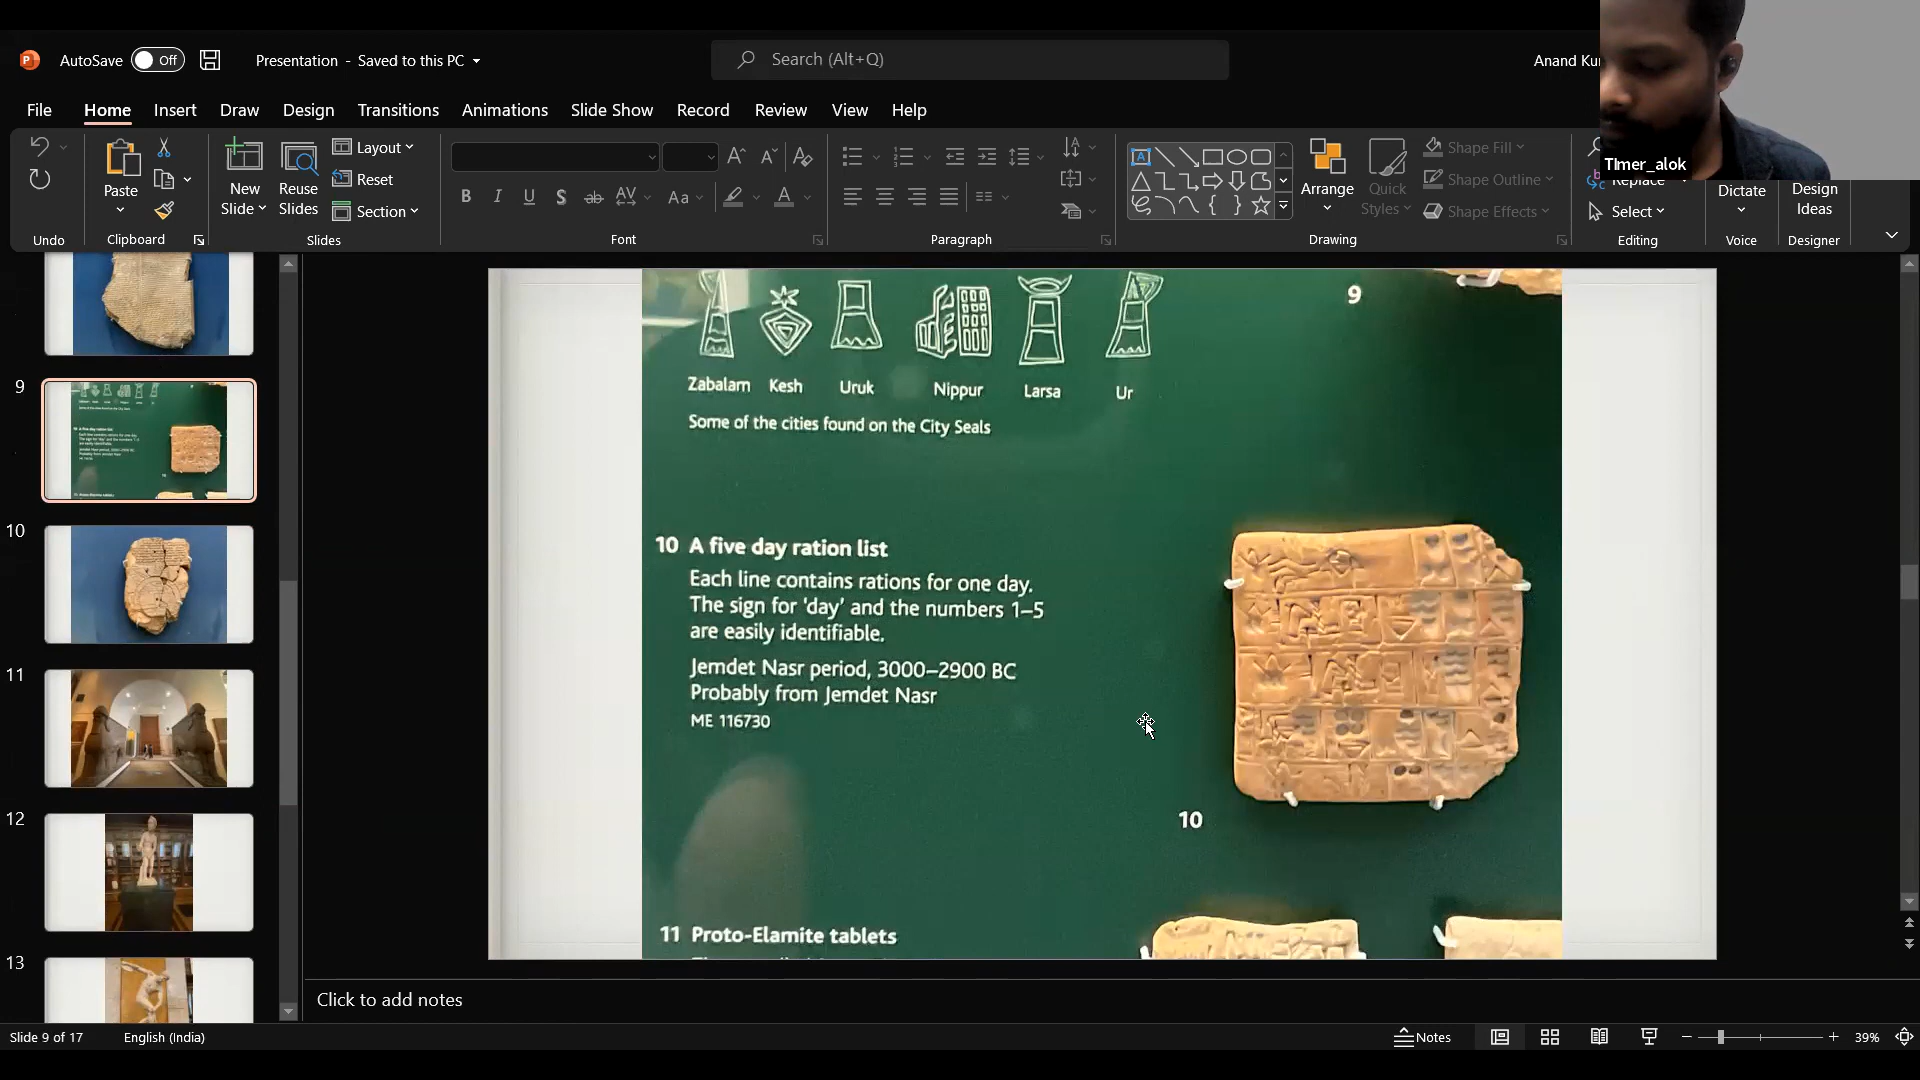 AutoSave
Off
Presentation - Saved to this PC
Search (Alt+Q)
TImer_alok
File
Home
Insert
Draw
Design
Transitions
Animations
Slide Show
Record
Review
View
Help
Paste
New
Slide
Reuse
Slides
Layout
Reset
Section
B
I
U
S
ab
AV
Aa
A
Arrange
Quick
Styles
Shape Fill
Shape Outline
Shape Effects
Replace
Select
Dictate
Design
Ideas
Undo
Clipboard
Slides
Font
Paragraph
Drawing
Editing
Voice
Designer
9
10
11
12
13
9
Zabalam
Kesh
Uruk
Nippur
Larsa
Ur
Some of the cities found on the City Seals
10 A five day ration list
Each line contains rations for one day.
The sign for 'day' and the numbers 1–5
are easily identifiable.
Jemdet Nasr period, 3000–2900 BC
Probably from Jemdet Nasr
ME 116730
10
11 Proto-Elamite tablets
Click to add notes
Slide 9 of 17
English (India)
Notes
39%